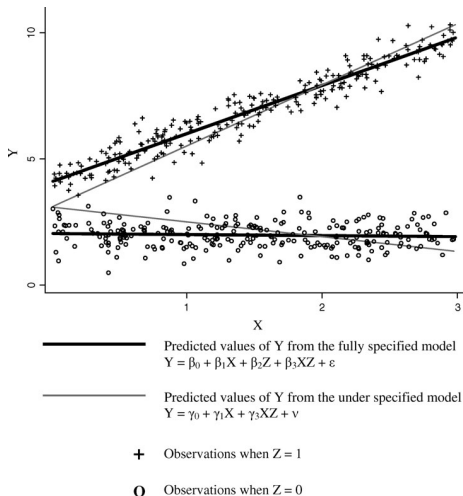 10
Y
5
0
1
2
3
X
Predicted values of Y from the fully specified model
Y = β₀ + β₁X + β₂Z + β₃XZ + ε
Predicted values of Y from the under specified model
Y = γ₀ + γ₁X + γ₃XZ + ν
+ Observations when Z = 1
o Observations when Z = 0